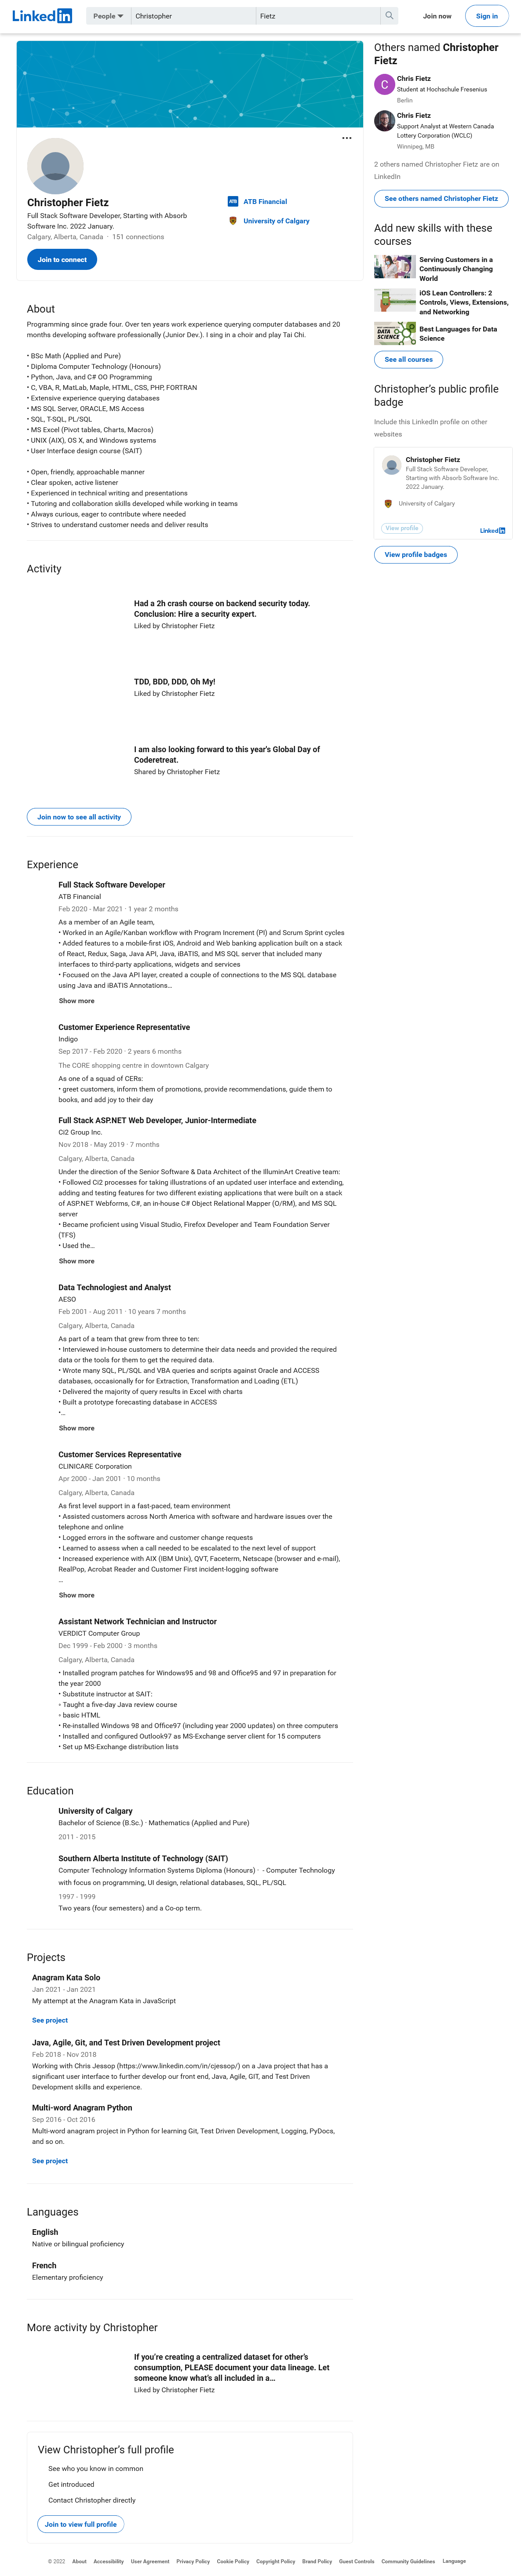 LinkedIn
People
Christopher
Fietz
Join now
Sign in
Christopher Fietz
Full Stack Software Developer, Starting with Absorb
Software Inc. 2022 January.
Calgary, Alberta, Canada · 151 connections
Join to connect
ATB
ATB Financial
University of Calgary
About
Programming since grade four. Over ten years work experience querying computer databases and 20
months developing software professionally (Junior Dev.). I sing in a choir and play Tai Chi.
• BSc Math (Applied and Pure)
• Diploma Computer Technology (Honours)
• Python, Java, and C# OO Programming
• C, VBA, R, MatLab, Maple, HTML, CSS, PHP, FORTRAN
• Extensive experience querying databases
• MS SQL Server, ORACLE, MS Access
• SQL, T-SQL, PL/SQL
• MS Excel (Pivot tables, Charts, Macros)
• UNIX (AIX), OS X, and Windows systems
• User Interface design course (SAIT)
• Open, friendly, approachable manner
• Clear spoken, active listener
• Experienced in technical writing and presentations
• Tutoring and collaboration skills developed while working in teams
• Always curious, eager to contribute where needed
• Strives to understand customer needs and deliver results
Activity
Had a 2h crash course on backend security today.
Conclusion: Hire a security expert.
Liked by Christopher Fietz
TDD, BDD, DDD, Oh My!
Liked by Christopher Fietz
I am also looking forward to this year's Global Day of
Coderetreat.
Shared by Christopher Fietz
Join now to see all activity
Experience
Full Stack Software Developer
ATB Financial
Feb 2020 - Mar 2021 · 1 year 2 months
As a member of an Agile team,
• Worked in an Agile/Kanban workflow with Program Increment (PI) and Scrum Sprint cycles
• Added features to a mobile-first iOS, Android and Web banking application built on a stack
of React, Redux, Saga, Java API, Java, iBATIS, and MS SQL server that included many
interfaces to third-party applications, widgets and services
• Focused on the Java API layer, created a couple of connections to the MS SQL database
using Java and iBATIS Annotations…
Show more
Customer Experience Representative
Indigo
Sep 2017 - Feb 2020 · 2 years 6 months
The CORE shopping centre in downtown Calgary
As one of a squad of CERs:
• greet customers, inform them of promotions, provide recommendations, guide them to
books, and add joy to their day
Full Stack ASP.NET Web Developer, Junior-Intermediate
Ci2 Group Inc.
Nov 2018 - May 2019 · 7 months
Calgary, Alberta, Canada
Under the direction of the Senior Software & Data Architect of the IlluminArt Creative team:
• Followed Ci2 processes for taking illustrations of an updated user interface and extending,
adding and testing features for two different existing applications that were built on a stack
of ASP.NET Webforms, C#, an in-house C# Object Relational Mapper (O/RM), and MS SQL
server
• Became proficient using Visual Studio, Firefox Developer and Team Foundation Server
(TFS)
• Used the…
Show more
Data Technologiest and Analyst
AESO
Feb 2001 - Aug 2011 · 10 years 7 months
Calgary, Alberta, Canada
As part of a team that grew from three to ten:
• Interviewed in-house customers to determine their data needs and provided the required
data or the tools for them to get the required data.
• Wrote many SQL, PL/SQL and VBA queries and scripts against Oracle and ACCESS
databases, occasionally for for Extraction, Transformation and Loading (ETL)
• Delivered the majority of query results in Excel with charts
• Built a prototype forecasting database in ACCESS
•…
Show more
Customer Services Representative
CLINICARE Corporation
Apr 2000 - Jan 2001 · 10 months
Calgary, Alberta, Canada
As first level support in a fast-paced, team environment
• Assisted customers across North America with software and hardware issues over the
telephone and online
• Logged errors in the software and customer change requests
• Learned to assess when a call needed to be escalated to the next level of support
• Increased experience with AIX (IBM Unix), QVT, Faceterm, Netscape (browser and e-mail),
RealPop, Acrobat Reader and Customer First incident-logging software
…
Show more
Assistant Network Technician and Instructor
VERDICT Computer Group
Dec 1999 - Feb 2000 · 3 months
Calgary, Alberta, Canada
• Installed program patches for Windows95 and 98 and Office95 and 97 in preparation for
the year 2000
• Substitute instructor at SAIT:
◦ Taught a five-day Java review course
◦ basic HTML
• Re-installed Windows 98 and Office97 (including year 2000 updates) on three computers
• Installed and configured Outlook97 as MS-Exchange server client for 15 computers
• Set up MS-Exchange distribution lists
Education
University of Calgary
Bachelor of Science (B.Sc.) · Mathematics (Applied and Pure)
2011 - 2015
Southern Alberta Institute of Technology (SAIT)
Computer Technology Information Systems Diploma (Honours) · - Computer Technology
with focus on programming, UI design, relational databases, SQL, PL/SQL
1997 - 1999
Two years (four semesters) and a Co-op term.
Projects
Anagram Kata Solo
Jan 2021 - Jan 2021
My attempt at the Anagram Kata in JavaScript
See project
Java, Agile, Git, and Test Driven Development project
Feb 2018 - Nov 2018
Working with Chris Jessop (https://www.linkedin.com/in/cjessop/) on a Java project that has a
significant user interface to further develop our front end, Java, Agile, GIT, and Test Driven
Development skills and experience.
Multi-word Anagram Python
Sep 2016 - Oct 2016
Multi-word anagram project in Python for learning Git, Test Driven Development, Logging, PyDocs,
and so on.
See project
Languages
English
Native or bilingual proficiency
French
Elementary proficiency
More activity by Christopher
If you're creating a centralized dataset for other's
consumption, PLEASE document your data lineage. Let
someone know what's all included in a…
Liked by Christopher Fietz
View Christopher's full profile
See who you know in common
Get introduced
Contact Christopher directly
Join to view full profile
Others named Christopher
Fietz
C
Chris Fietz
Student at Hochschule Fresenius
Berlin
Chris Fietz
Support Analyst at Western Canada
Lottery Corporation (WCLC)
Winnipeg, MB
2 others named Christopher Fietz are on
LinkedIn
See others named Christopher Fietz
Add new skills with these
courses
Serving Customers in a
Continuously Changing
World
iOS Lean Controllers: 2
Controls, Views, Extensions,
and Networking
DATA
SCIENCE
Best Languages for Data
Science
See all courses
Christopher's public profile
badge
Include this LinkedIn profile on other
websites
Christopher Fietz
Full Stack Software Developer,
Starting with Absorb Software Inc.
2022 January.
University of Calgary
View profile
LinkedIn
View profile badges
© 2022
About
Accessibility
User Agreement
Privacy Policy
Cookie Policy
Copyright Policy
Brand Policy
Guest Controls
Community Guidelines
Language